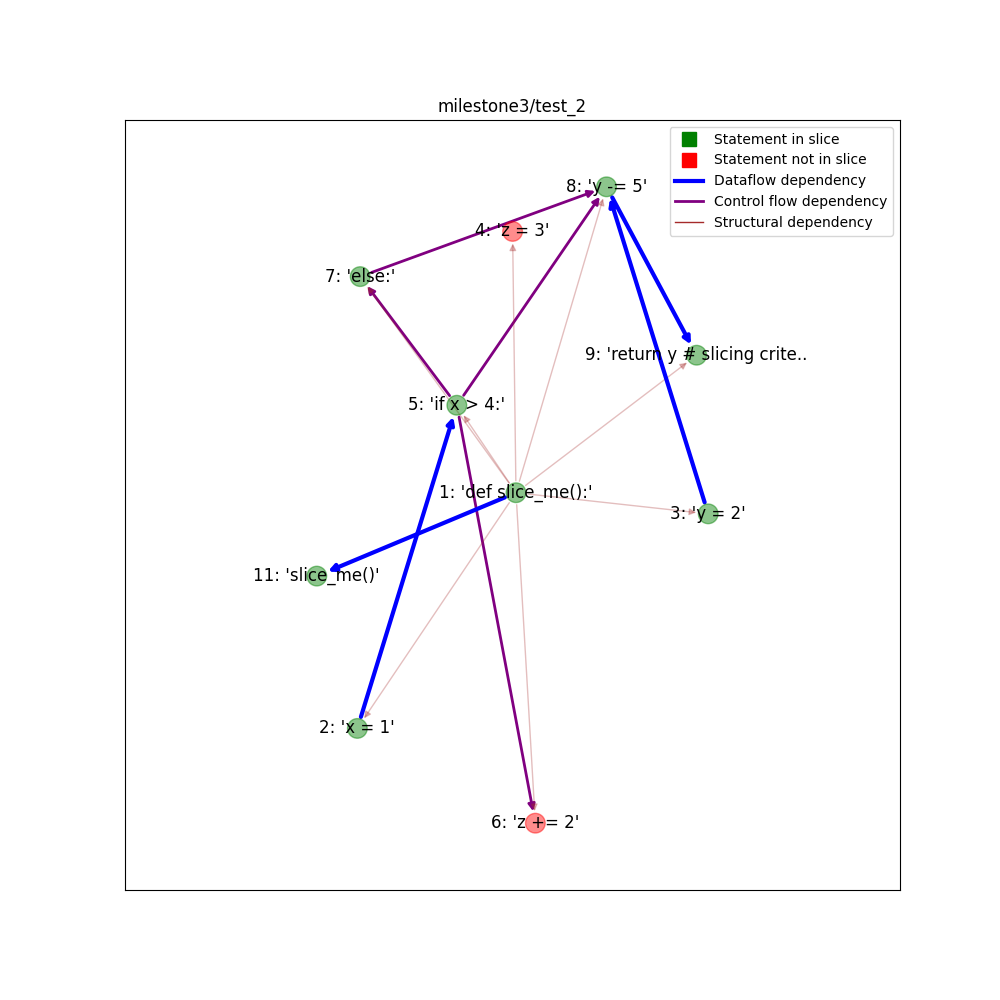 milestone3/test_2
Statement in slice
Statement not in slice
Dataflow dependency
Control flow dependency
Structural dependency
8: 'y -= 5'
4: 'z = 3'
7: 'else:'
9: 'return y # slicing crite..
5: 'if x > 4:'
1: 'def slice_me():'
3: 'y = 2'
11: 'slice_me()'
2: 'x = 1'
6: 'z += 2'